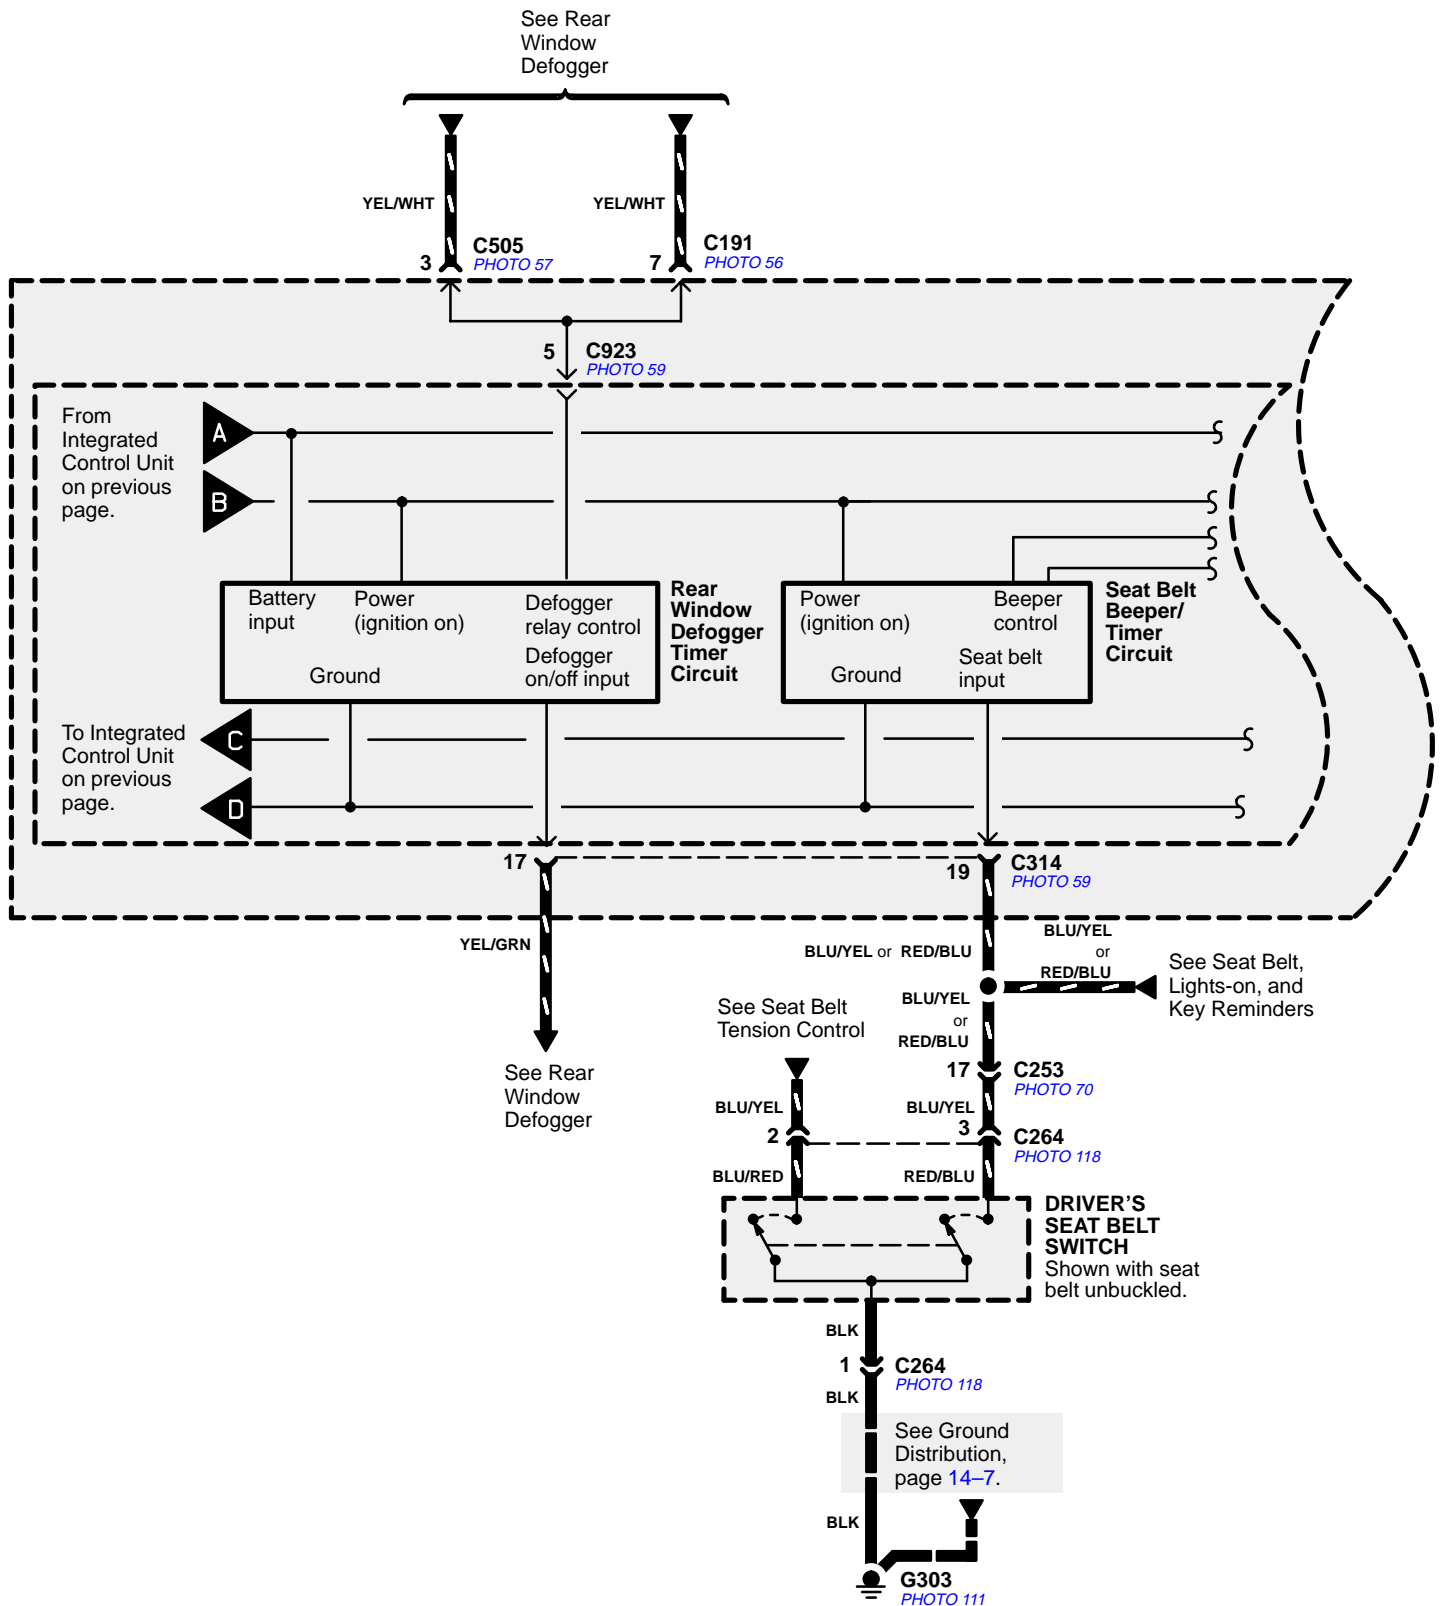 See Rear
Window
Defogger
YEL/WHT
YEL/WHT
3
C505
PHOTO 57
7
C191
PHOTO 56
5
C923
PHOTO 59
From
Integrated
Control Unit
on previous
page.
A
B
Battery
input
Power
(ignition on)
Defogger
relay control
Ground
Defogger
on/off input
Rear
Window
Defogger
Timer
Circuit
Power
(ignition on)
Beeper
control
Ground
Seat belt
input
Seat Belt
Beeper/
Timer
Circuit
To Integrated
Control Unit
on previous
page.
C
D
17
19
C314
PHOTO 59
YEL/GRN
BLU/YEL or RED/BLU
BLU/YEL
or
RED/BLU
See Seat Belt,
Lights-on, and
Key Reminders
See Seat Belt
Tension Control
BLU/YEL
or
RED/BLU
See Rear
Window
Defogger
17
C253
PHOTO 70
BLU/YEL
BLU/YEL
2
3
C264
PHOTO 118
BLU/RED
RED/BLU
DRIVER’S
SEAT BELT
SWITCH
Shown with seat
belt unbuckled.
BLK
1
C264
PHOTO 118
BLK
See Ground
Distribution,
page 14–7.
BLK
G303
PHOTO 111